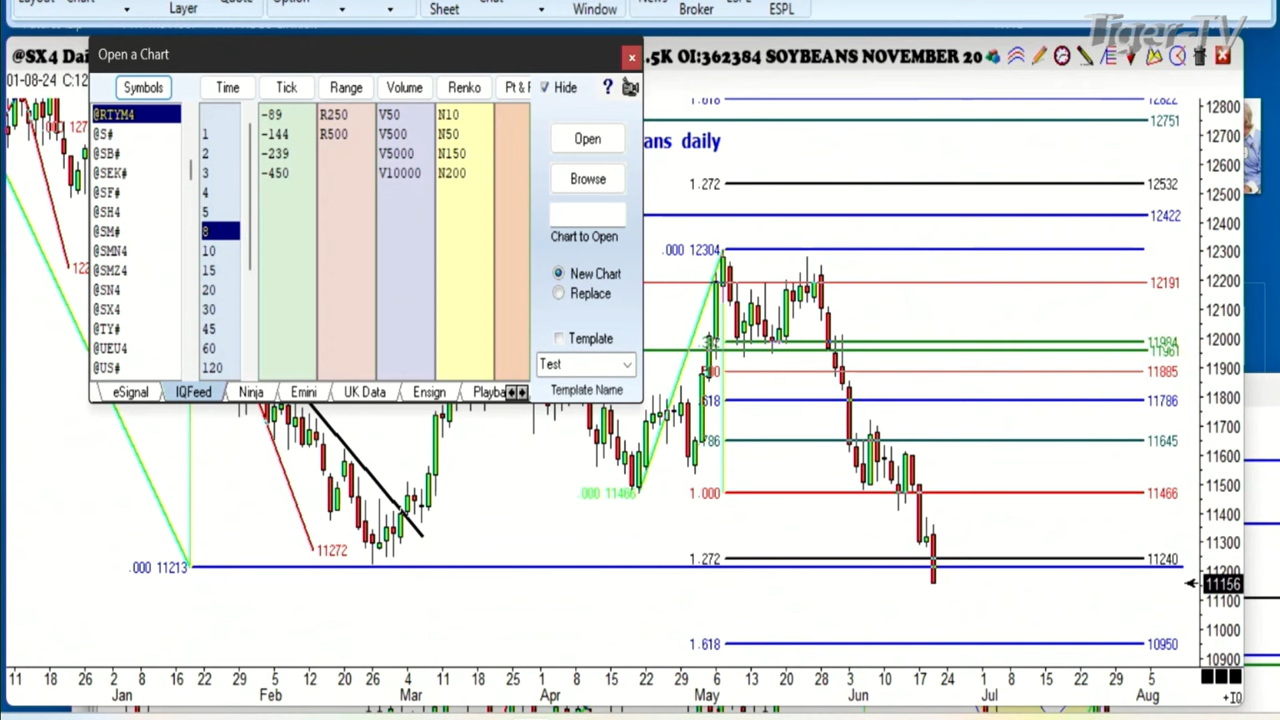 Layer
Sheet
Window
Broker
ESPL
Tiger-TV
@SX4 Dai
Open a Chart
.5K OI:362384 SOYBEANS NOVEMBER 20
01-08-24 C:12
Symbols Time Tick Range Volume Renko Pt & F Hide ?
@RTYM4 -89 R250 V50 N10
@S# 1 -144 R500 V500 N50
@SB# 2 -239 V5000 N150
@SEK# 3 -450 V10000 N200
@SF# 4
@SH4 5
@SM# 8
@SMN4 10
@SMZ4 15
@SN4 20
@SX4 30
@TY# 45
@UEU4 60
@US# 120
Open
Browse
Chart to Open
New Chart
Replace
Template
Test
Template Name
eSignal IQFeed Ninja Emini UK Data Ensign Playba
ans daily
1.618 12822
12751
1.272 12532
12422
.000 12304
12191
11984
11961
11885
.618 11786
.786 11645
.000 11466
1.000 11466
11272
1.272 11240
.000 11213
1.618 10950
12800
12700
12600
12500
12400
12300
12200
12100
12000
11900
11800
11700
11600
11500
11400
11300
11200
11156
11100
11000
10900
11 18 26 8 16 22 29 5 12 20 26 4 11 18 25 8 15 22 29 6 13 20 28 3 10 17 24 1 8 15 22 29 5
Jan Feb Mar Apr May Jun Jul Aug
+IQ